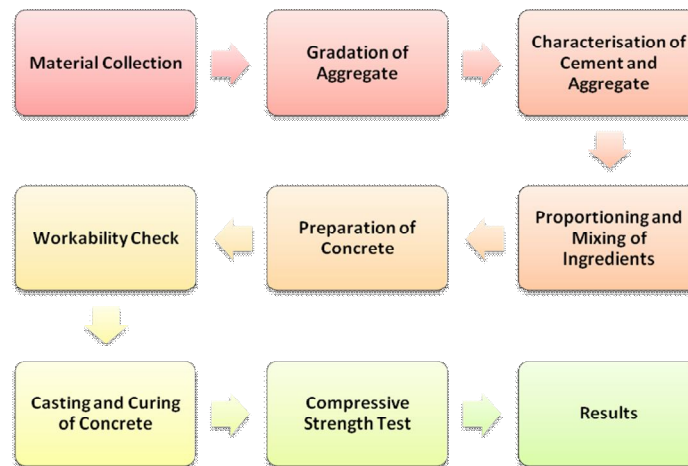 Material Collection
Gradation of
Aggregate
Characterisation of
Cement and
Aggregate
Proportioning and
Mixing of
Ingredients
Preparation of
Concrete
Workability Check
Casting and Curing
of Concrete
Compressive
Strength Test
Results